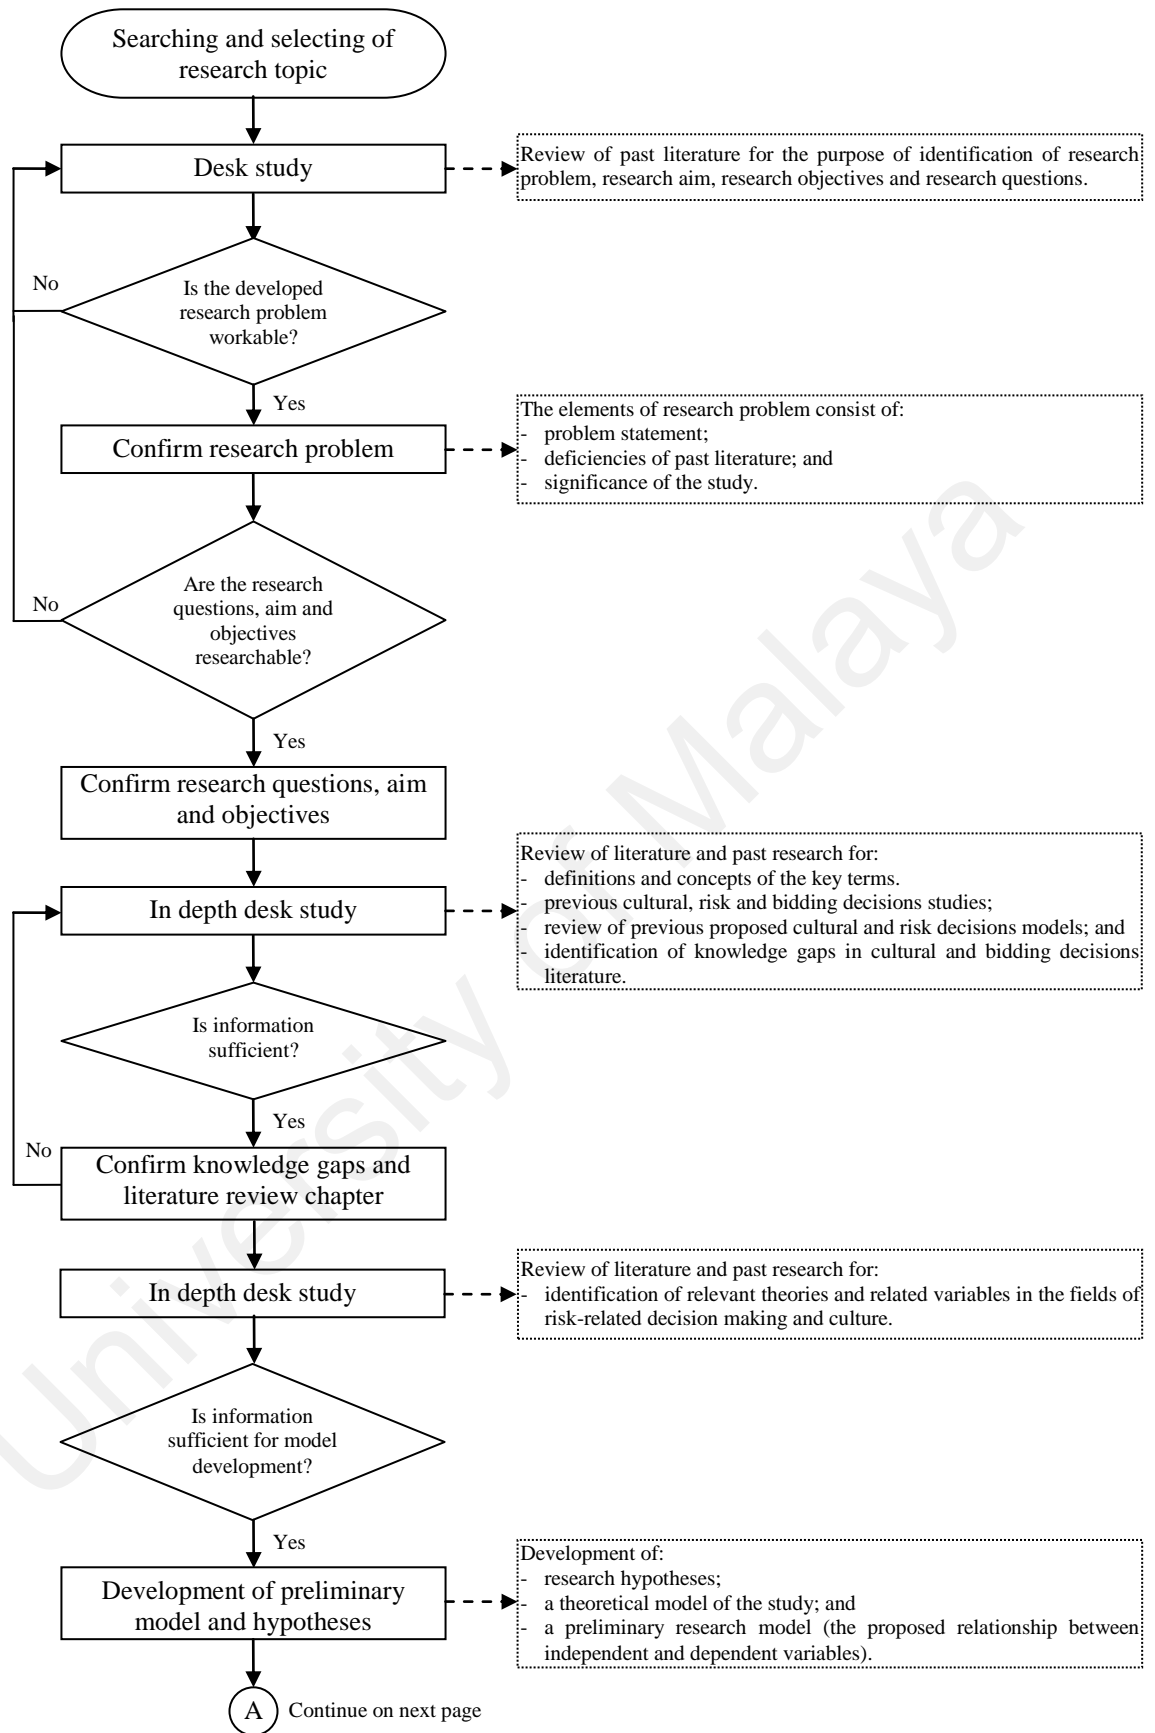 Searching and selecting of
research topic
Desk study
Review of past literature for the purpose of identification of research
problem, research aim, research objectives and research questions.
No
Is the developed
research problem
workable?
Yes
Confirm research problem
The elements of research problem consist of:
- problem statement;
- deficiencies of past literature; and
- significance of the study.
No
Are the research
questions, aim and
objectives
researchable?
Yes
Confirm research questions, aim
and objectives
In depth desk study
Review of literature and past research for:
- definitions and concepts of the key terms.
- previous cultural, risk and bidding decisions studies;
- review of previous proposed cultural and risk decisions models; and
- identification of knowledge gaps in cultural and bidding decisions
literature.
Is information
sufficient?
Yes
No
Confirm knowledge gaps and
literature review chapter
In depth desk study
Review of literature and past research for:
- identification of relevant theories and related variables in the fields of
risk-related decision making and culture.
Is information
sufficient for model
development?
Yes
Development of preliminary
model and hypotheses
Development of:
- research hypotheses;
- a theoretical model of the study; and
- a preliminary research model (the proposed relationship between
independent and dependent variables).
A
Continue on next page
University of Malaya